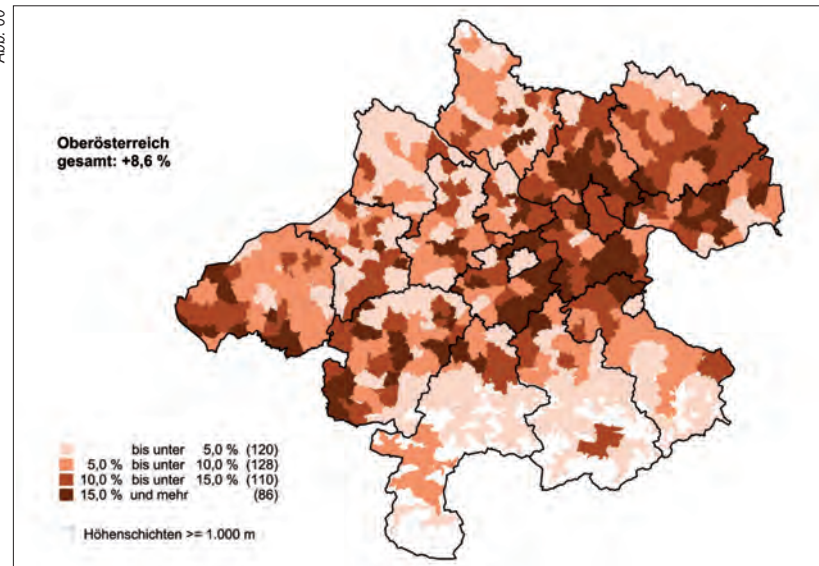 Oberösterreich
gesamt: +8,6 %
bis unter 5,0 % (120)
5,0 % bis unter 10,0 % (128)
10,0 % bis unter 15,0 % (110)
15,0 % und mehr (86)
Höhenschichten >= 1.000 m
Abb.